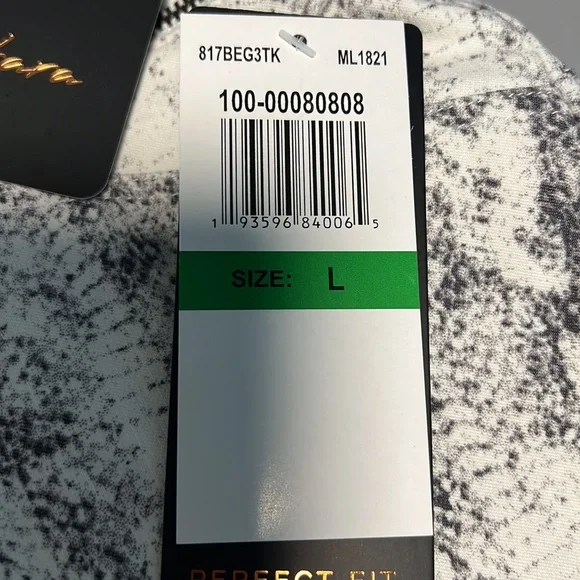 817BEG3TK ML1821
100-00080808
1 93596 84006 5
SIZE: L
PERFECT FIT